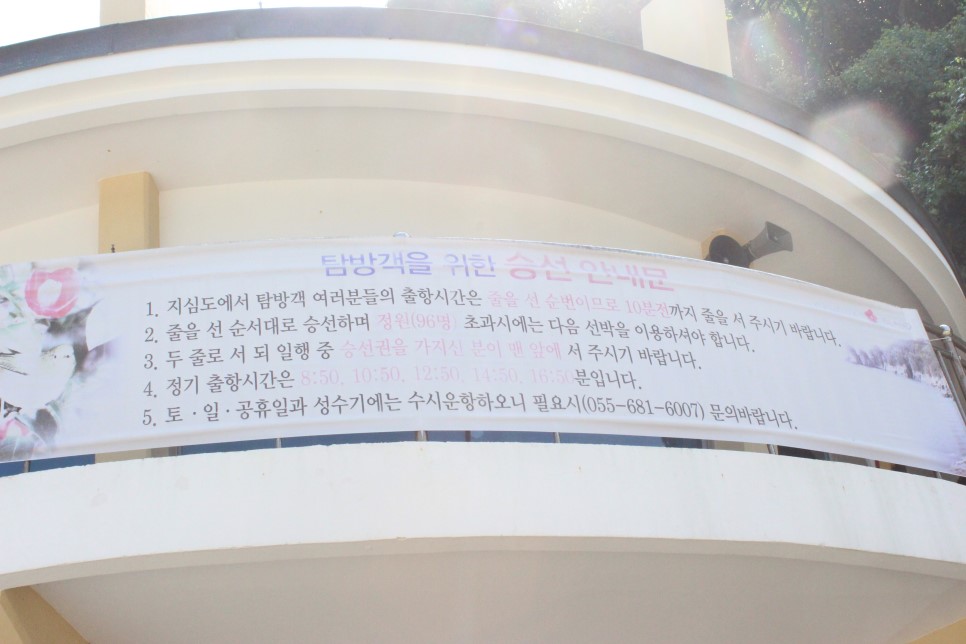 탐방객을 위한 승선 안내문
1. 지심도에서 탐방객 여러분들의 출항시간은 줄을 선 순번이므로 10분전까지 줄을 서 주시기 바랍니다.
2. 줄을 선 순서대로 승선하며 정원(96명) 초과시에는 다음 선박을 이용하셔야 합니다.
3. 두 줄로 서 되 일행 중 승선권을 가지신 분이 맨 앞에 서 주시기 바랍니다.
4. 정기 출항시간은 8:50, 10:50, 12:50, 14:50, 16:50분입니다.
5. 토·일·공휴일과 성수기에는 수시운항하오니 필요시(055-681-6007) 문의바랍니다.